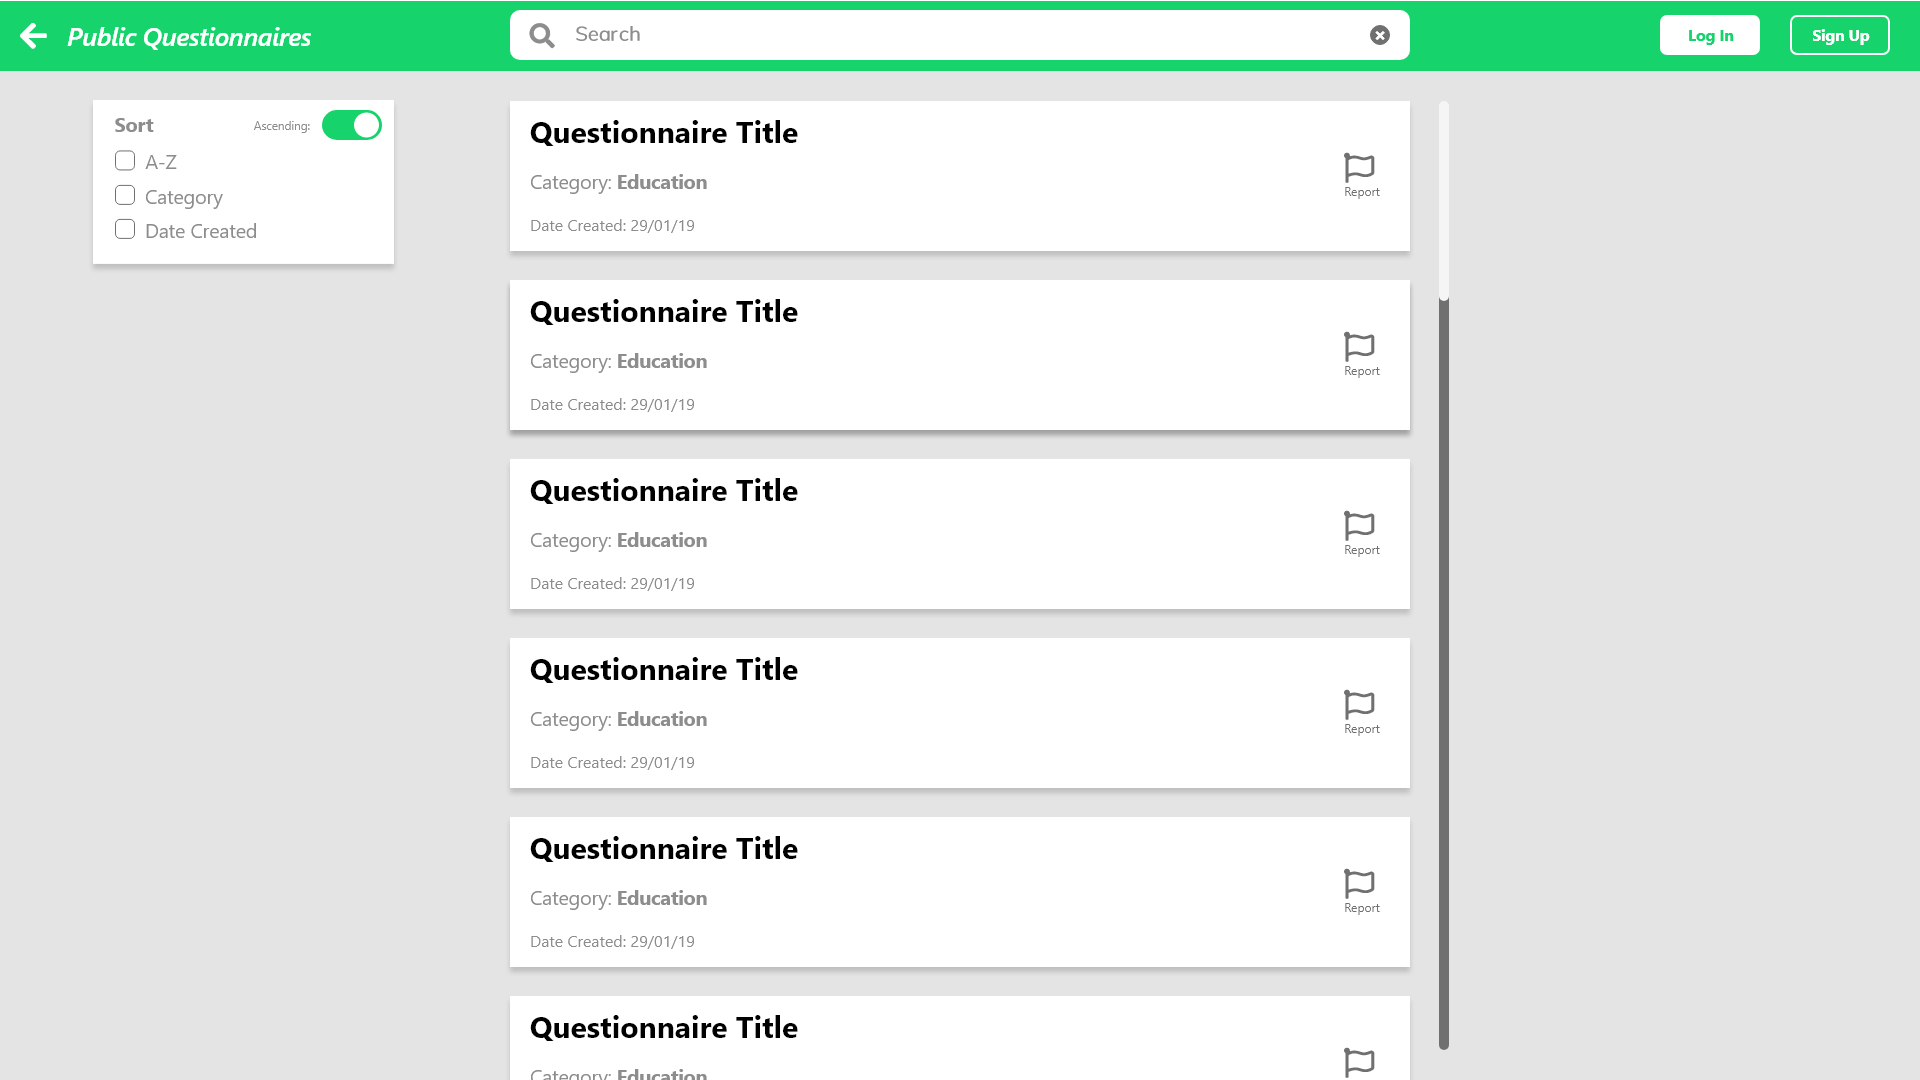 Public Questionnaires
Search
Log In
Sign Up
Sort
Ascending:
A-Z
Category
Date Created
Questionnaire Title
Category: Education
Date Created: 29/01/19
Report
Questionnaire Title
Category: Education
Date Created: 29/01/19
Report
Questionnaire Title
Category: Education
Date Created: 29/01/19
Report
Questionnaire Title
Category: Education
Date Created: 29/01/19
Report
Questionnaire Title
Category: Education
Date Created: 29/01/19
Report
Questionnaire Title
Category: Education